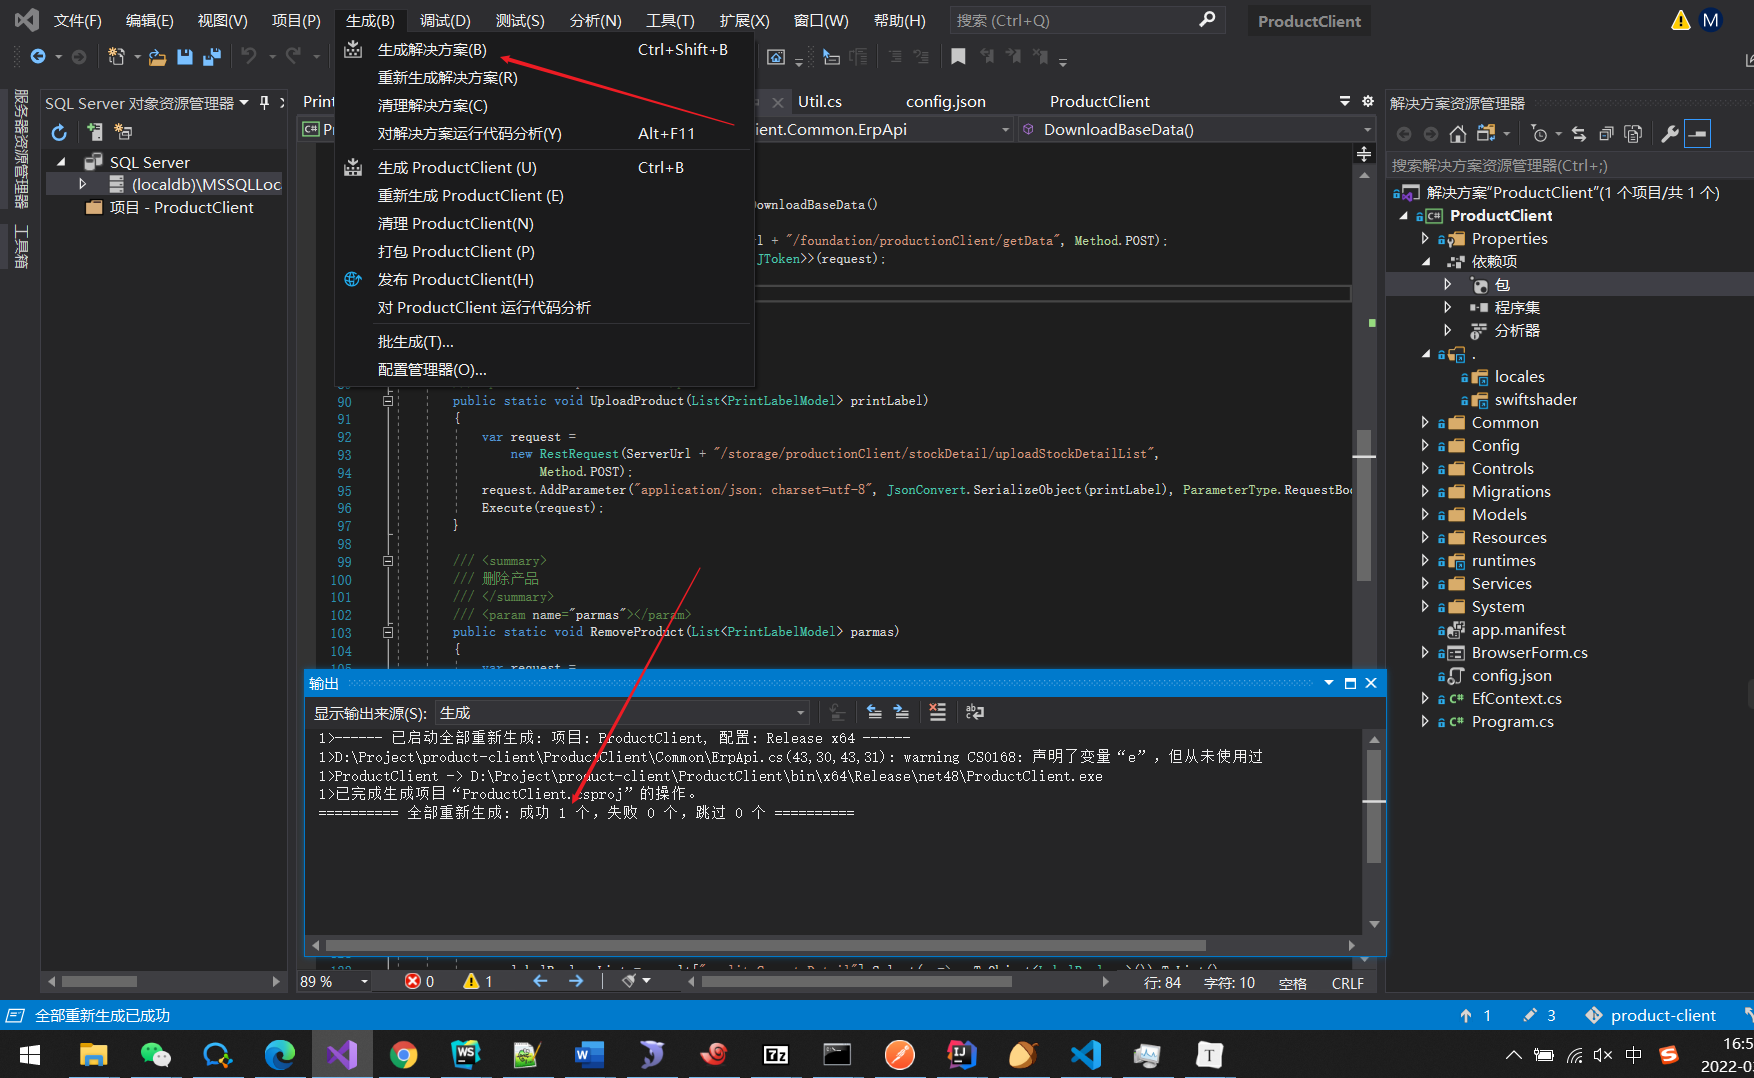 文件(F) 编辑(E) 视图(V) 项目(P) 生成(B) 调试(D) 测试(S) 分析(N) 工具(T) 扩展(X) 窗口(W) 帮助(H) 搜索 (Ctrl+Q) ProductClient M
生成解决方案(B) Ctrl+Shift+B
重新生成解决方案(R)
清理解决方案(C)
对解决方案运行代码分析(Y) Alt+F11
生成 ProductClient (U) Ctrl+B
重新生成 ProductClient (E)
清理 ProductClient(N)
打包 ProductClient (P)
发布 ProductClient(H)
对 ProductClient 运行代码分析
批生成(T)...
配置管理器(O)...
服务器资源管理器
工具箱
SQL Server 对象资源管理器
SQL Server
(localdb)\MSSQLLoc
项目 - ProductClient
Print Util.cs config.json ProductClient
ient.Common.ErpApi DownloadBaseData()
ownloadBaseData()
l + "/foundation/productionClient/getData", Method.POST);
JToken>>(request);
90 public static void UploadProduct(List<PrintLabelModel> printLabel)
91 {
92 var request =
93 new RestRequest(ServerUrl + "/storage/productionClient/stockDetail/uploadStockDetailList",
94 Method.POST);
95 request.AddParameter("application/json; charset=utf-8", JsonConvert.SerializeObject(printLabel), ParameterType.RequestBod
96 Execute(request);
97 }
98
99 /// <summary>
100 /// 删除产品
101 /// </summary>
102 /// <param name="parmas"></param>
103 public static void RemoveProduct(List<PrintLabelModel> parmas)
104 {
105 var request =
输出
显示输出来源(S): 生成
1>------ 已启动全部重新生成: 项目: ProductClient, 配置: Release x64 ------
1>D:\Project\product-client\ProductClient\Common\ErpApi.cs(43,30,43,31): warning CS0168: 声明了变量“e”，但从未使用过
1>ProductClient -> D:\Project\product-client\ProductClient\bin\x64\Release\net48\ProductClient.exe
1>已完成生成项目“ProductClient.csproj”的操作。
========== 全部重新生成: 成功 1 个，失败 0 个，跳过 0 个 ==========
89 % 0 1 行: 84 字符: 10 空格 CRLF
解决方案资源管理器
搜索解决方案资源管理器(Ctrl+;)
解决方案"ProductClient"(1 个项目/共 1 个)
ProductClient
Properties
依赖项
包
程序集
分析器
.
locales
swiftshader
Common
Config
Controls
Migrations
Models
Resources
runtimes
Services
System
app.manifest
BrowserForm.cs
config.json
EfContext.cs
Program.cs
全部重新生成已成功 1 3 product-client
WS W 7z IJ T 中 S
16:5
2022-0